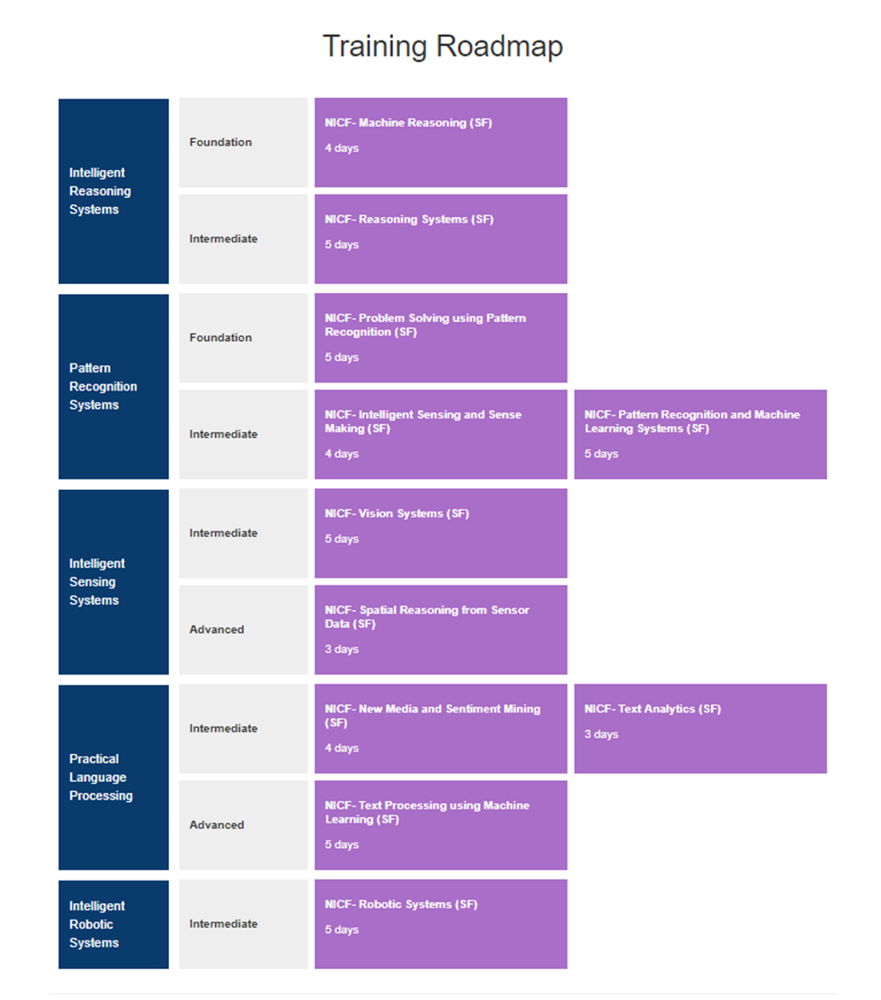 Training Roadmap
Intelligent
Reasoning
Systems
Foundation
NICF- Machine Reasoning (SF)
4 days
Intermediate
NICF- Reasoning Systems (SF)
5 days
Pattern
Recognition
Systems
Foundation
NICF- Problem Solving using Pattern
Recognition (SF)
5 days
Intermediate
NICF- Intelligent Sensing and Sense
Making (SF)
4 days
NICF- Pattern Recognition and Machine
Learning Systems (SF)
5 days
Intelligent
Sensing
Systems
Intermediate
NICF- Vision Systems (SF)
5 days
Advanced
NICF- Spatial Reasoning from Sensor
Data (SF)
3 days
Practical
Language
Processing
Intermediate
NICF- New Media and Sentiment Mining
(SF)
4 days
NICF- Text Analytics (SF)
3 days
Advanced
NICF- Text Processing using Machine
Learning (SF)
5 days
Intelligent
Robotic
Systems
Intermediate
NICF- Robotic Systems (SF)
5 days